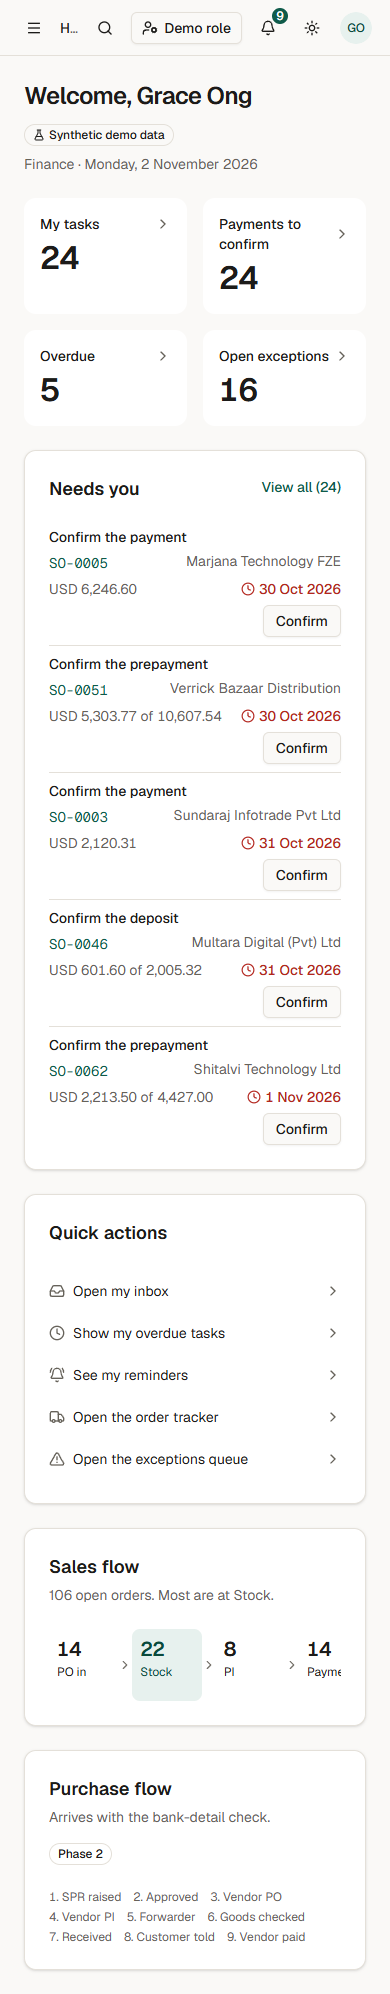 H...
Demo role
9
GO
Welcome, Grace Ong
Synthetic demo data
Finance · Monday, 2 November 2026
My tasks
24
Payments to
confirm
24
Overdue
5
Open exceptions
16
Needs you
View all (24)
Confirm the payment
SO-0005 Marjana Technology FZE
USD 6,246.60 30 Oct 2026
Confirm
Confirm the prepayment
SO-0051 Verrick Bazaar Distribution
USD 5,303.77 of 10,607.54 30 Oct 2026
Confirm
Confirm the payment
SO-0003 Sundaraj Infotrade Pvt Ltd
USD 2,120.31 31 Oct 2026
Confirm
Confirm the deposit
SO-0046 Multara Digital (Pvt) Ltd
USD 601.60 of 2,005.32 31 Oct 2026
Confirm
Confirm the prepayment
SO-0062 Shitalvi Technology Ltd
USD 2,213.50 of 4,427.00 1 Nov 2026
Confirm
Quick actions
Open my inbox
Show my overdue tasks
See my reminders
Open the order tracker
Open the exceptions queue
Sales flow
106 open orders. Most are at Stock.
14 22 8 14
PO in Stock PI Payme
Purchase flow
Arrives with the bank-detail check.
Phase 2
1. SPR raised 2. Approved 3. Vendor PO
4. Vendor PI 5. Forwarder 6. Goods checked
7. Received 8. Customer told 9. Vendor paid